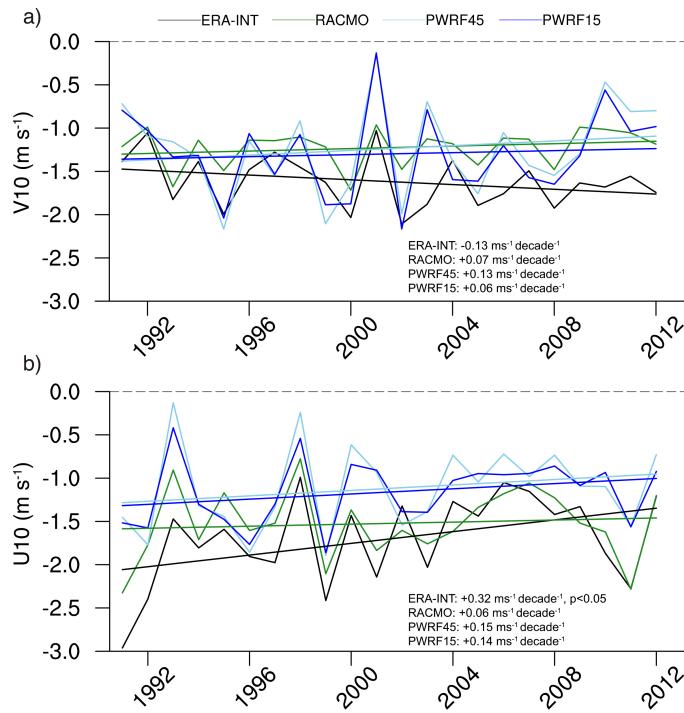 a)
ERA-INT RACMO PWRF45 PWRF15
0.0
-0.5
-1.0
-1.5
-2.0
-2.5
-3.0
V10 (m s⁻¹)
ERA-INT: -0.13 ms⁻¹ decade⁻¹
RACMO: +0.07 ms⁻¹ decade⁻¹
PWRF45: +0.13 ms⁻¹ decade⁻¹
PWRF15: +0.06 ms⁻¹ decade⁻¹
1992 1996 2000 2004 2008 2012
b)
0.0
-0.5
-1.0
-1.5
-2.0
-2.5
-3.0
U10 (m s⁻¹)
ERA-INT: +0.32 ms⁻¹ decade⁻¹, p<0.05
RACMO: +0.06 ms⁻¹ decade⁻¹
PWRF45: +0.15 ms⁻¹ decade⁻¹
PWRF15: +0.14 ms⁻¹ decade⁻¹
1992 1996 2000 2004 2008 2012